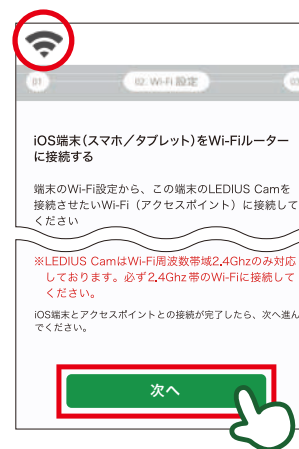 01
02. Wi-Fi 設定
03
iOS端末(スマホ／タブレット)をWi-Fiルーター
に接続する
端末のWi-Fi設定から、この端末のLEDIUS Camを
接続させたいWi-Fi（アクセスポイント）に接続して
ください
※LEDIUS CamはWi-Fi周波数帯域2.4Ghzのみ対応
しております。必ず2.4Ghz 帯のWi-Fiに接続して
ください。
iOS端末とアクセスポイントとの接続が完了したら、次へ進ん
でください。
次へ